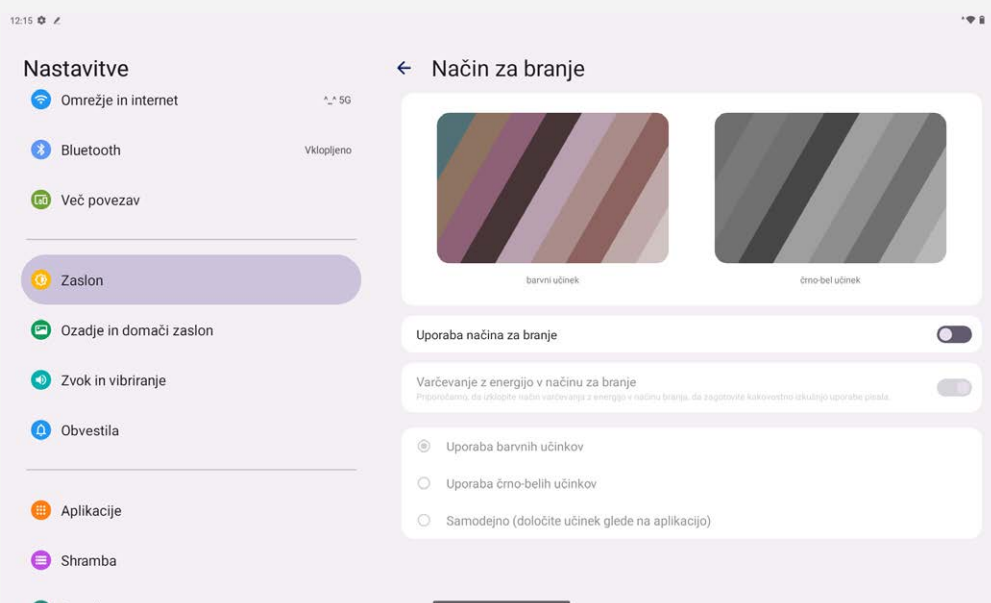 12:15
Nastavitve
Omrežje in internet
^_^ 5G
Bluetooth
Vklopljeno
Več povezav
Zaslon
Ozadje in domači zaslon
Zvok in vibriranje
Obvestila
Aplikacije
Shramba
Način za branje
barvni učinek
črno-bel učinek
Uporaba načina za branje
Varčevanje z energijo v načinu za branje
Priporočamo, da izklopite način varčevanja z energijo v načinu branja, da zagotovite kakovostno izkušnjo uporabe pisala.
Uporaba barvnih učinkov
Uporaba črno-belih učinkov
Samodejno (določite učinek glede na aplikacijo)